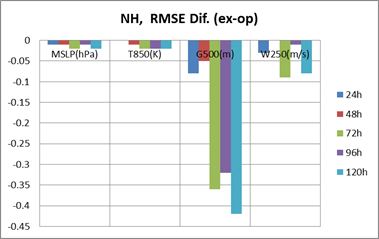 NH,  RMSE Dif. (ex-op)
0
-0.05
-0.1
-0.15
-0.2
-0.25
-0.3
-0.35
-0.4
-0.45
MSLP(hPa) T850(K) G500(m) W250(m/s)
24h
48h
72h
96h
120h